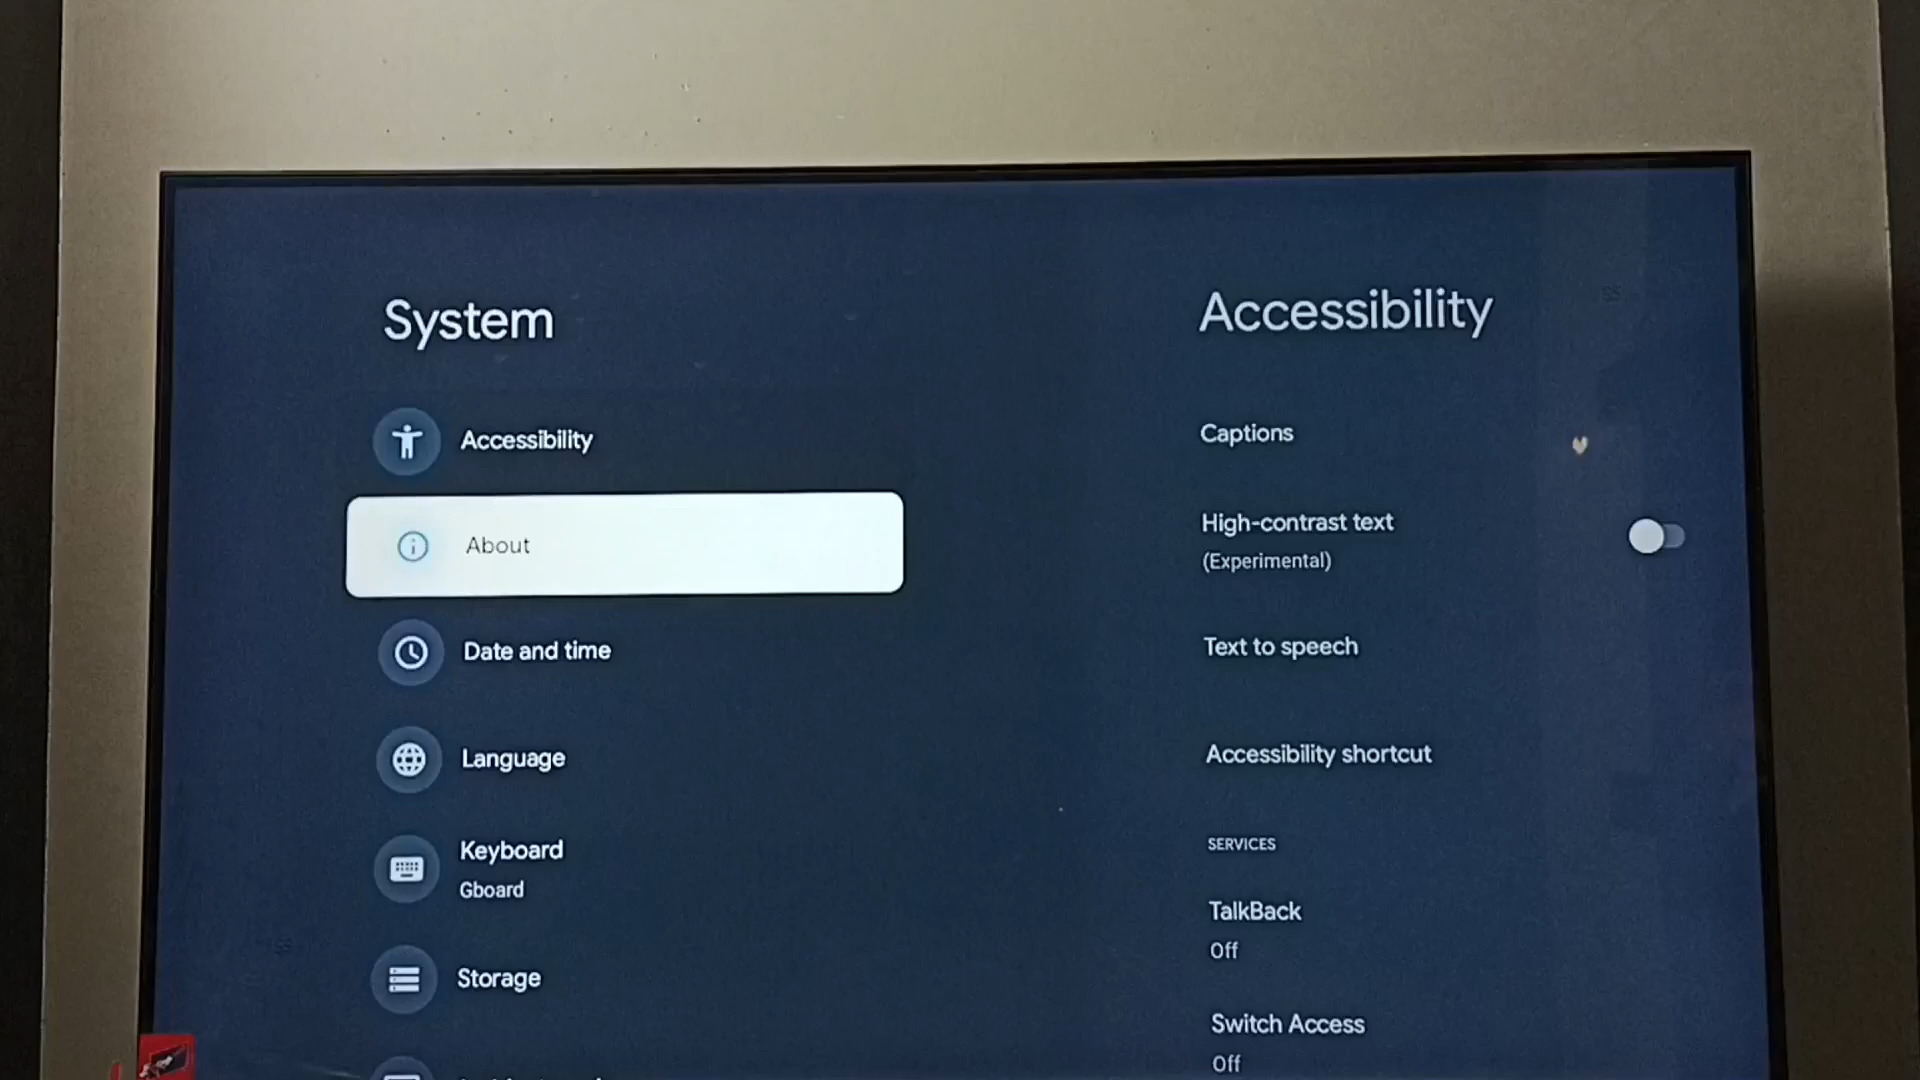 System
Accessibility
About
Date and time
Language
Keyboard
Gboard
Storage
Accessibility
Captions
High-contrast text
(Experimental)
Text to speech
Accessibility shortcut
SERVICES
TalkBack
Off
Switch Access
Off